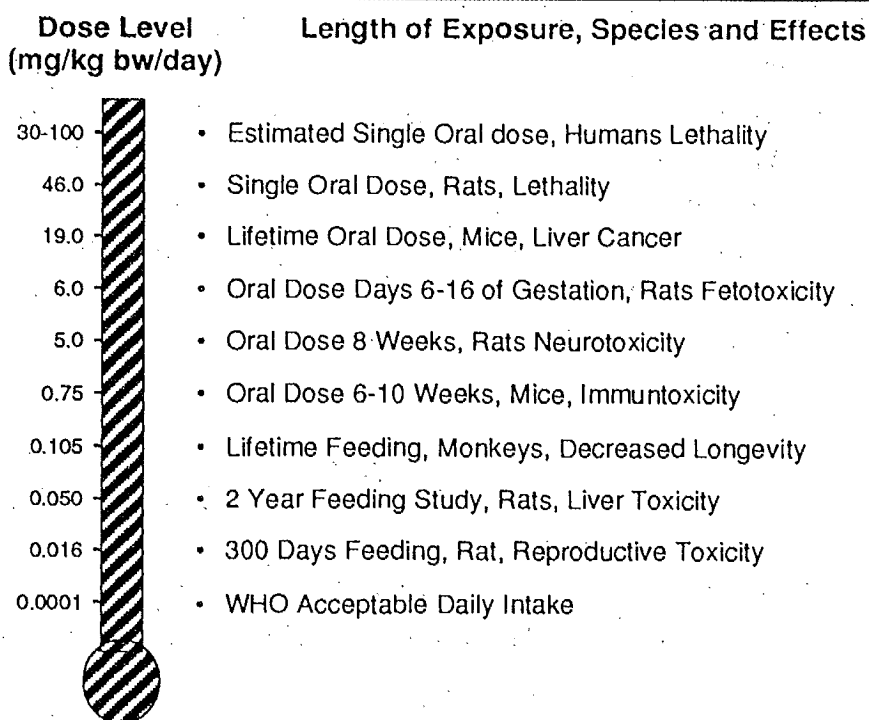 Dose Level
(mg/kg bw/day)
Length of Exposure, Species and Effects
30-100 • Estimated Single Oral dose, Humans Lethality
46.0 • Single Oral Dose, Rats, Lethality
19.0 • Lifetime Oral Dose, Mice, Liver Cancer
6.0 • Oral Dose Days 6-16 of Gestation, Rats Fetotoxicity
5.0 • Oral Dose 8 Weeks, Rats Neurotoxicity
0.75 • Oral Dose 6-10 Weeks, Mice, Immuntoxicity
0.105 • Lifetime Feeding, Monkeys, Decreased Longevity
0.050 • 2 Year Feeding Study, Rats, Liver Toxicity
0.016 • 300 Days Feeding, Rat, Reproductive Toxicity
0.0001 • WHO Acceptable Daily Intake